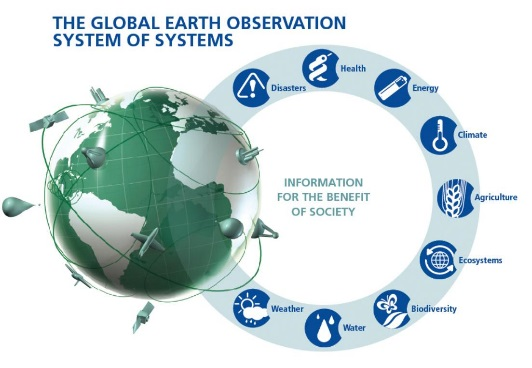 THE GLOBAL EARTH OBSERVATION
SYSTEM OF SYSTEMS
Health
Disasters
Energy
Climate
INFORMATION
FOR THE BENEFIT
OF SOCIETY
Agriculture
Ecosystems
Biodiversity
Weather
Water